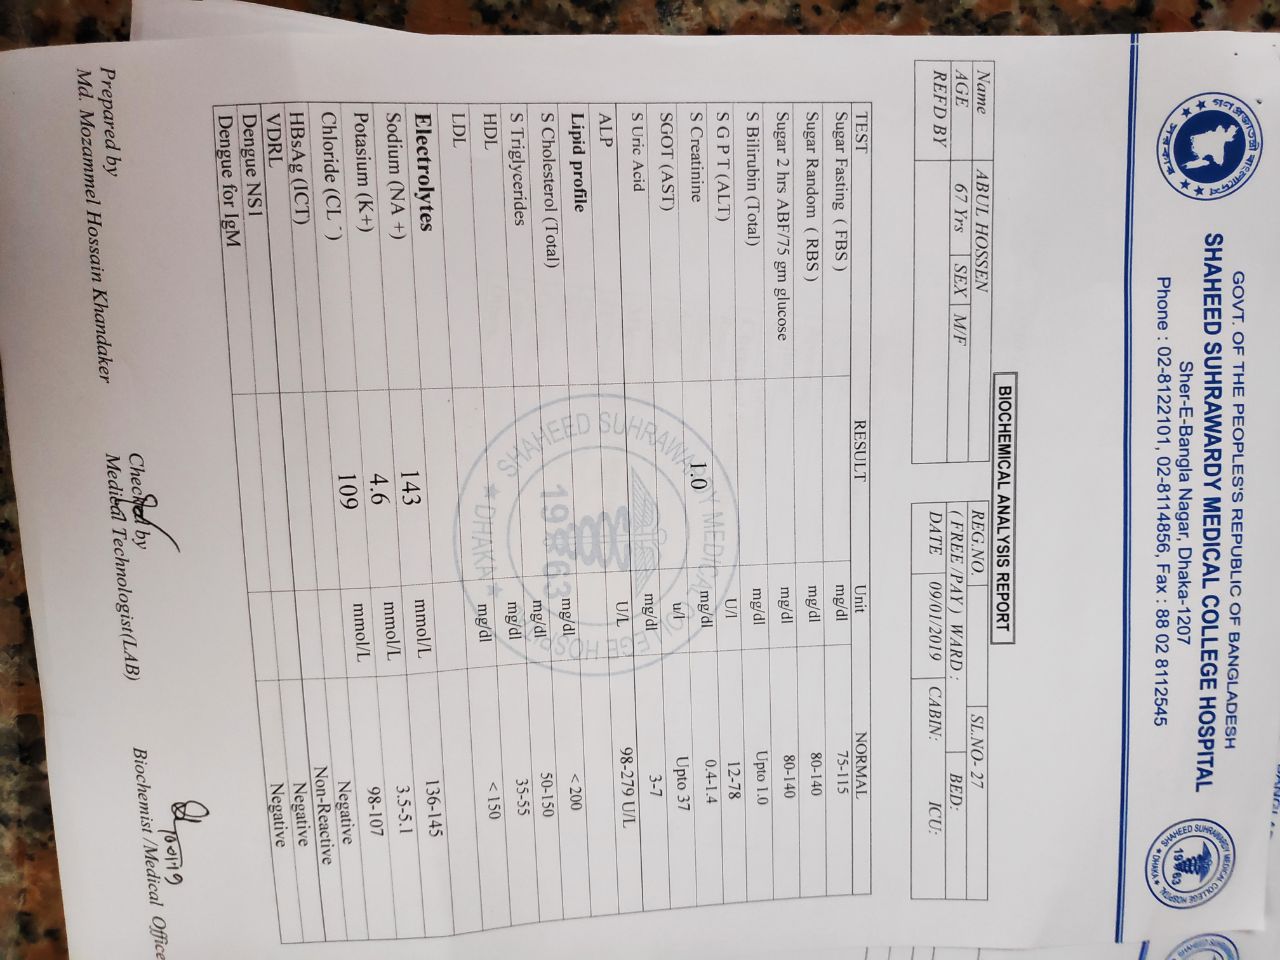 GOVT. OF THE PEOPLES'S REPUBLIC OF BANGLADESH
SHAHEED SUHRAWARDY MEDICAL COLLEGE HOSPITAL
Sher-E-Bangla Nagar, Dhaka-1207
Phone : 02-8122101, 02-8114856, Fax : 88 02 8112545
SHAHEED SUHRAWARDY MEDICAL COLLEGE HOSPITAL
1963
★ DHAKA ★
BIOCHEMICAL ANALYSIS REPORT
Name ABUL HOSSEN
AGE 67 Yrs SEX M/F
REFD BY
REG.NO. SL.NO- 27
( FREE /PAY ) WARD : BED:
DATE 09/01/2019 CABIN: ICU:
TEST RESULT Unit NORMAL
Sugar Fasting ( FBS ) mg/dl 75-115
Sugar Random ( RBS ) mg/dl 80-140
Sugar 2 hrs ABF/75 gm glucose mg/dl 80-140
S Bilirubin (Total) mg/dl Upto 1.0
S G P T (ALT) U/l 12-78
S Creatinine 1.0 mg/dl 0.4-1.4
SGOT (AST) u/l Upto 37
S Uric Acid mg/dl 3-7
ALP U/L 98-279 U/L
Lipid profile
S Cholesterol (Total) mg/dl < 200
S Triglycerides mg/dl 50-150
HDL mg/dl 35-55
LDL mg/dl < 150
Electrolytes
Sodium (NA +) 143 mmol/L 136-145
Potasium (K+) 4.6 mmol/L 3.5-5.1
Chloride (CL -) 109 mmol/L 98-107
HBsAg (ICT) Negative
VDRL Non-Reactive
Dengue NS1 Negative
Dengue for IgM Negative
SHAHEED SUHRAWARDY MEDICAL COLLEGE HOSPITAL
1963
★ DHAKA ★
Prepared by
Md. Mozammel Hossain Khandaker
Checked by
Medical Technologist(LAB)
Biochemist /Medical Office